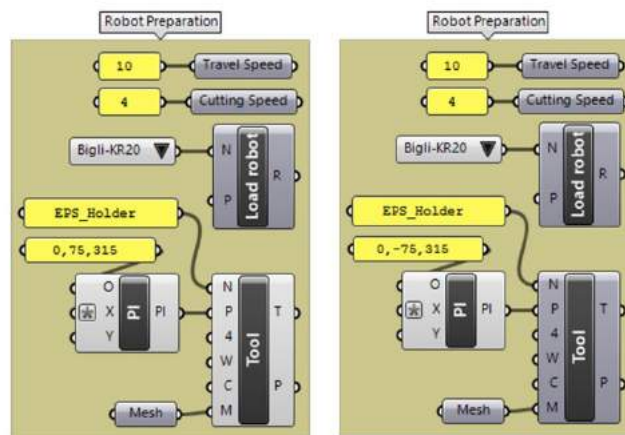 Robot Preparation
10
Travel Speed
4
Cutting Speed
Bigli-KR20
N
P
Load robot
R
EPS_Holder
0,75,315
O
X
Y
Pl
Pl
N
P
4
W
C
M
Tool
T
P
Mesh
Robot Preparation
10
Travel Speed
4
Cutting Speed
Bigli-KR20
N
P
Load robot
R
EPS_Holder
0,-75,315
O
X
Y
Pl
Pl
N
P
4
W
C
M
Tool
T
P
Mesh